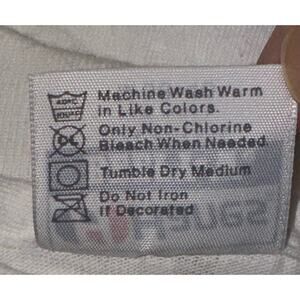 40°C
Machine Wash Warm
in Like Colors.
Only Non-Chlorine
Bleach When Needed
Tumble Dry Medium
Do Not Iron
if Decorated